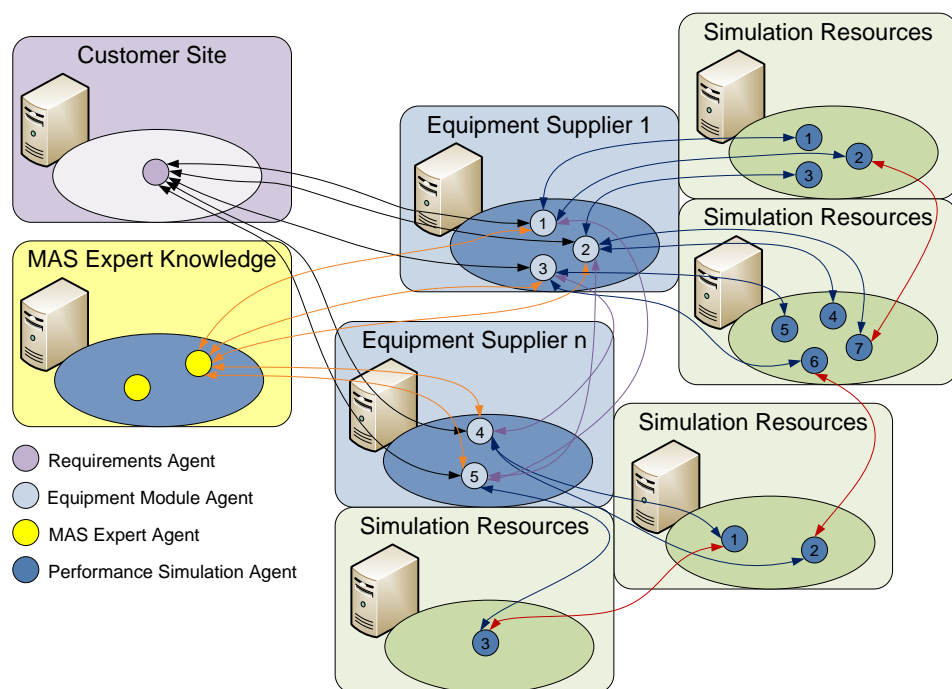 Customer Site
Equipment Supplier 1
1
2
3
Simulation Resources
1
2
3
Simulation Resources
4
5
6
7
MAS Expert Knowledge
Equipment Supplier n
4
5
Simulation Resources
1
2
Simulation Resources
3
Requirements Agent
Equipment Module Agent
MAS Expert Agent
Performance Simulation Agent